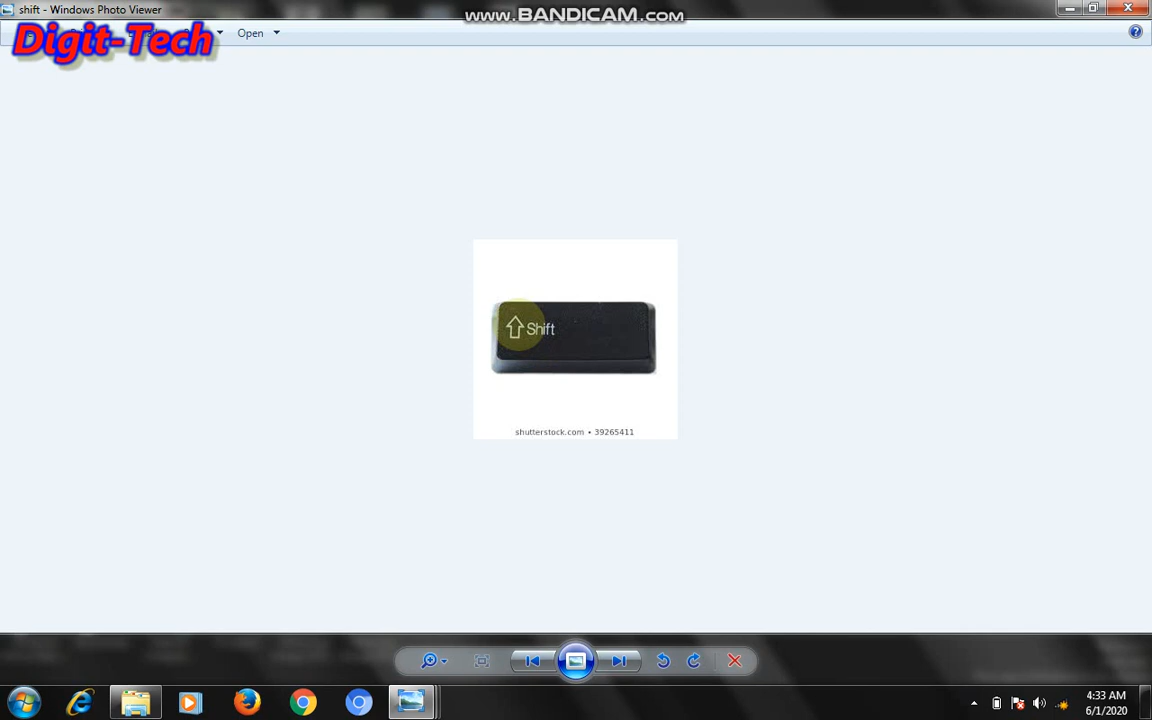 shift - Windows Photo Viewer
www.BANDICAM.com
Digit-Tech
Open
Shift
shutterstock.com • 39265411
4:33 AM
6/1/2020